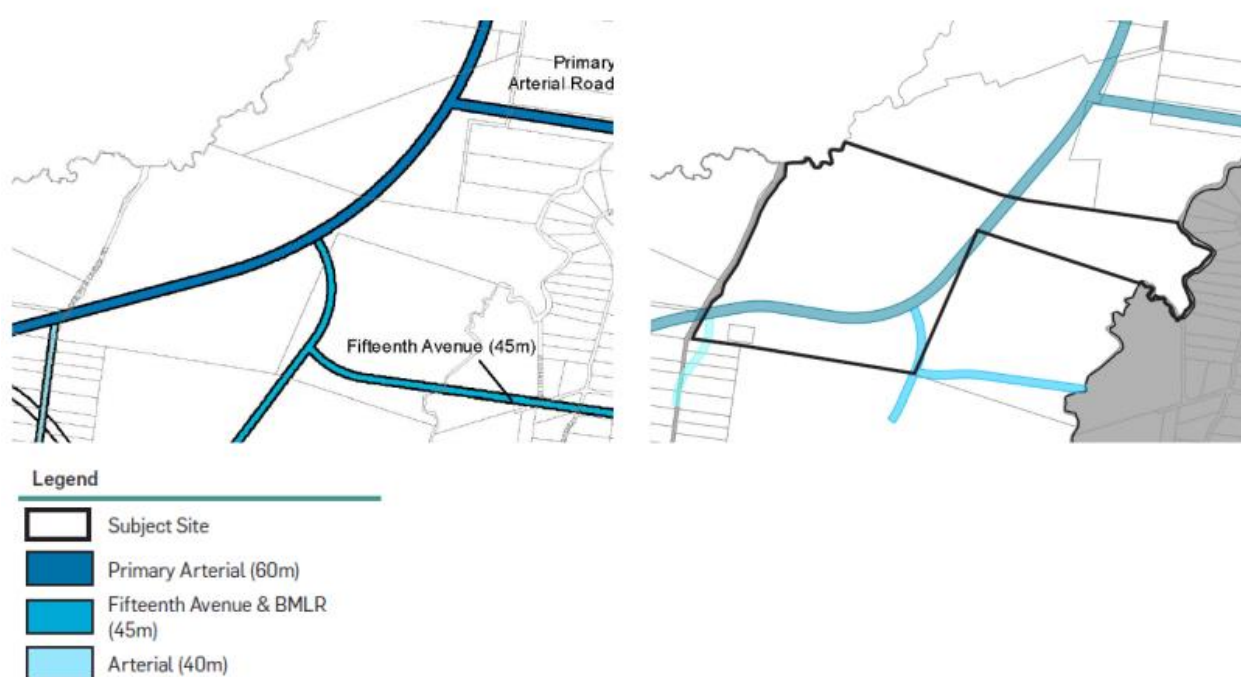 Primary
Arterial Road
Fifteenth Avenue (45m)
Legend
Subject Site
Primary Arterial (60m)
Fifteenth Avenue & BMLR
(45m)
Arterial (40m)